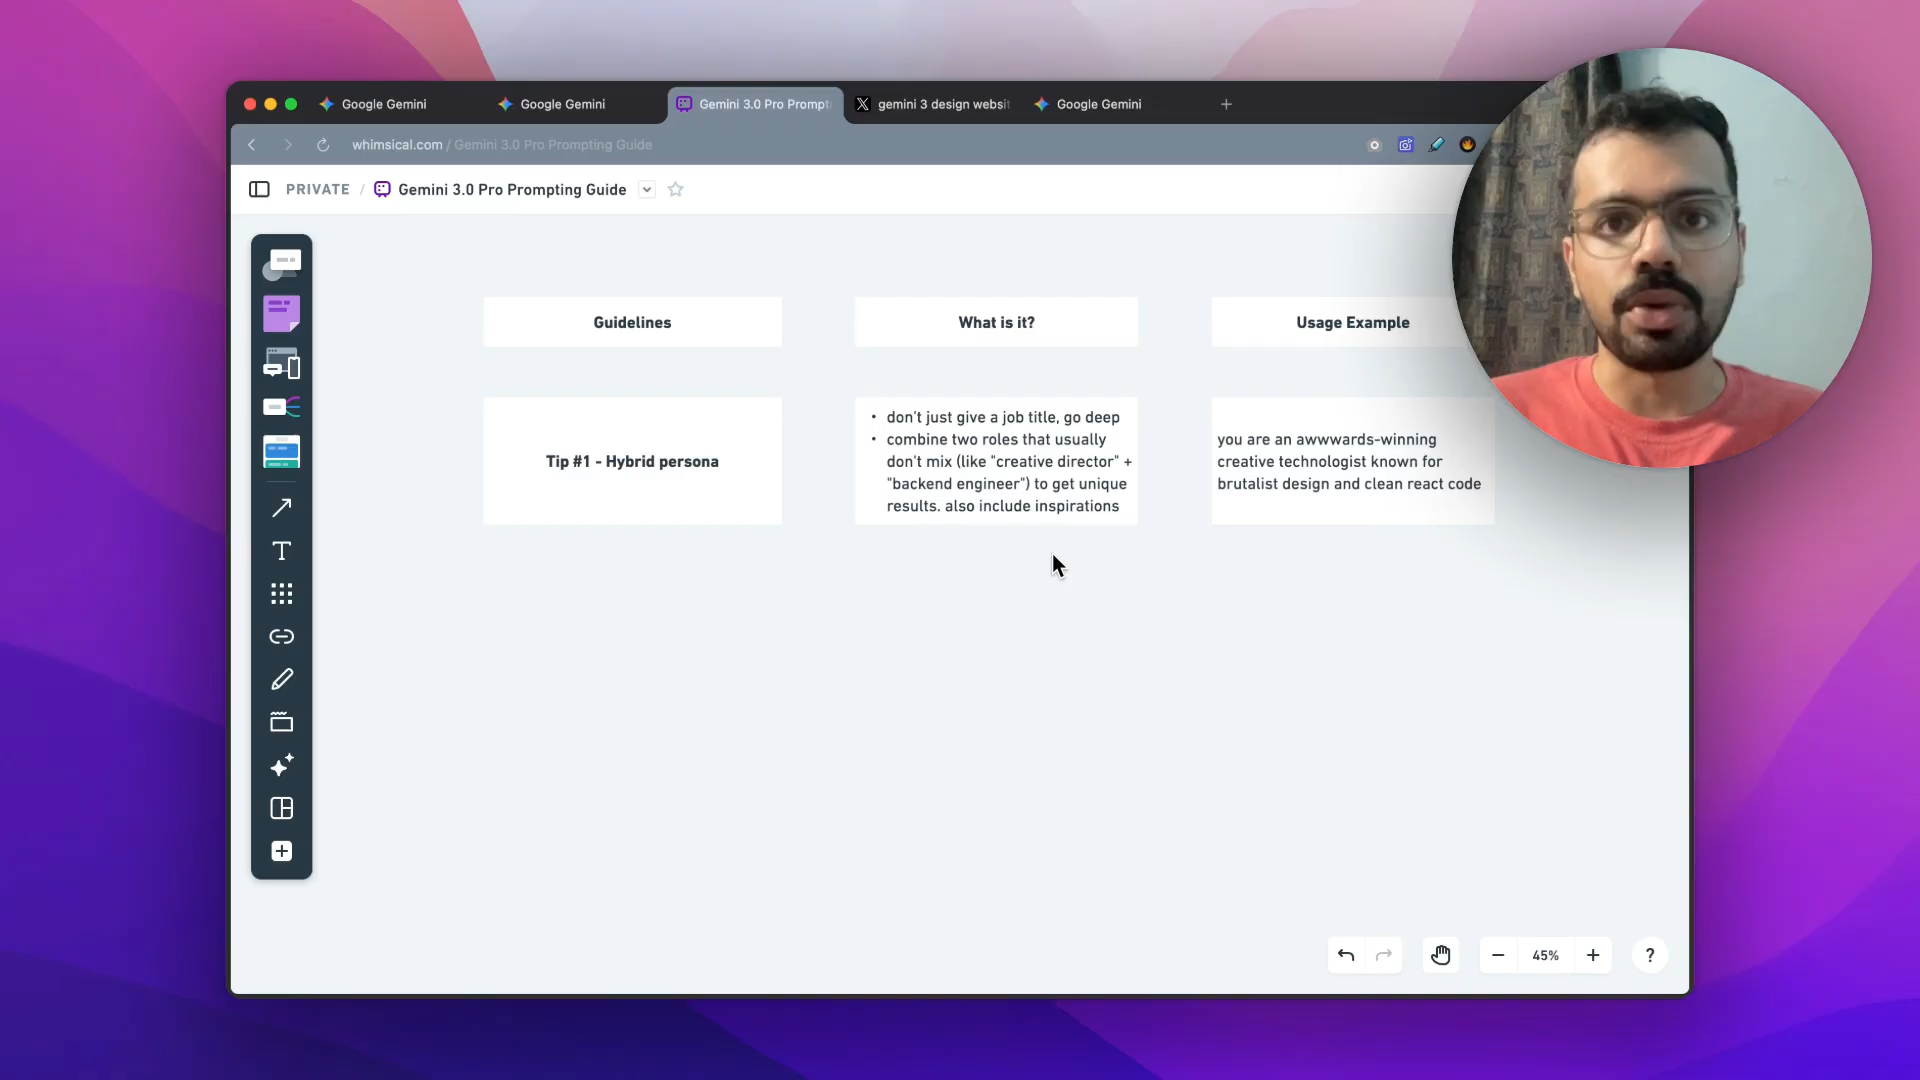 Google Gemini
Google Gemini
Gemini 3.0 Pro Prompt
gemini 3 design websit
Google Gemini
whimsical.com / Gemini 3.0 Pro Prompting Guide
PRIVATE / Gemini 3.0 Pro Prompting Guide
Guidelines
What is it?
Usage Example
Tip #1 - Hybrid persona
• don't just give a job title, go deep
• combine two roles that usually
don't mix (like "creative director" +
"backend engineer") to get unique
results. also include inspirations
you are an awwwards-winning
creative technologist known for
brutalist design and clean react code
45%
?